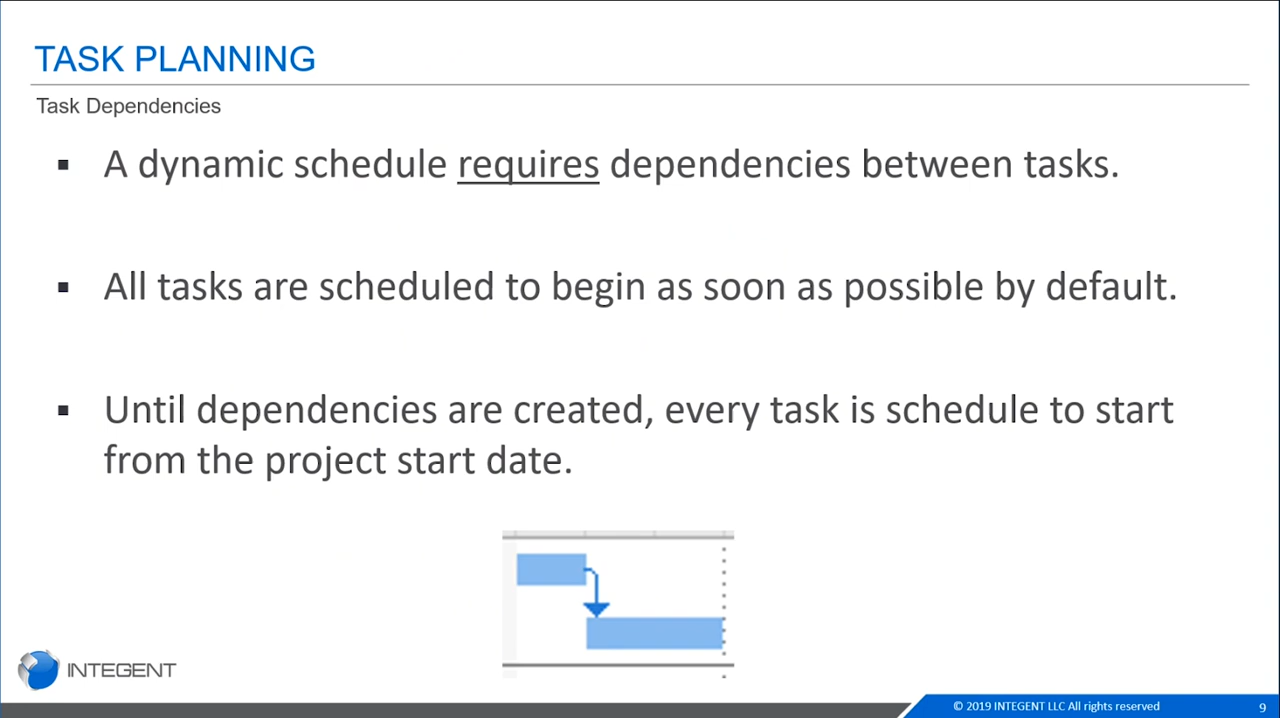 TASK PLANNING
Task Dependencies
▪ A dynamic schedule requires dependencies between tasks.
▪ All tasks are scheduled to begin as soon as possible by default.
▪ Until dependencies are created, every task is schedule to start
from the project start date.
INTEGENT
© 2019 INTEGENT LLC All rights reserved 9